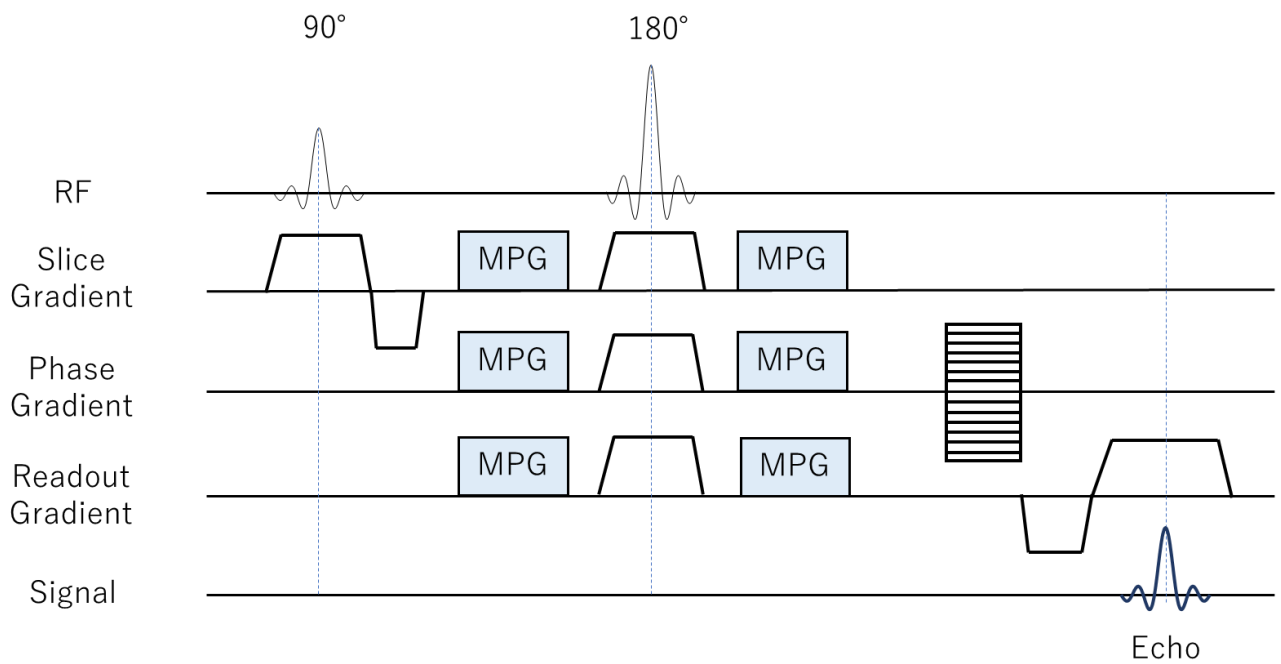 90°
180°
RF
Slice
Gradient
MPG
MPG
Phase
Gradient
MPG
MPG
Readout
Gradient
MPG
MPG
Signal
Echo